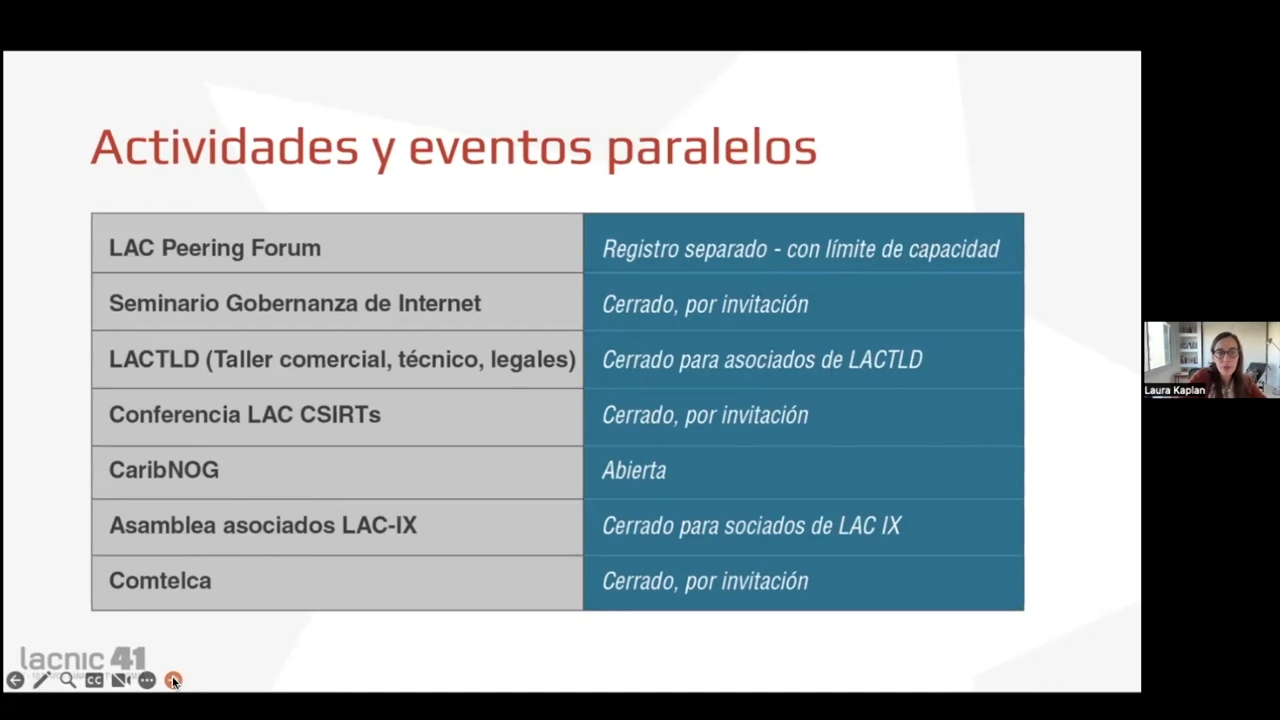 Actividades y eventos paralelos
LAC Peering Forum
Registro separado - con límite de capacidad
Seminario Gobernanza de Internet
Cerrado, por invitación
LACTLD (Taller comercial, técnico, legales)
Cerrado para asociados de LACTLD
Conferencia LAC CSIRTs
Cerrado, por invitación
CaribNOG
Abierta
Asamblea asociados LAC-IX
Cerrado para sociados de LAC IX
Comtelca
Cerrado, por invitación
Laura Kaplan
lacnic 41
CC